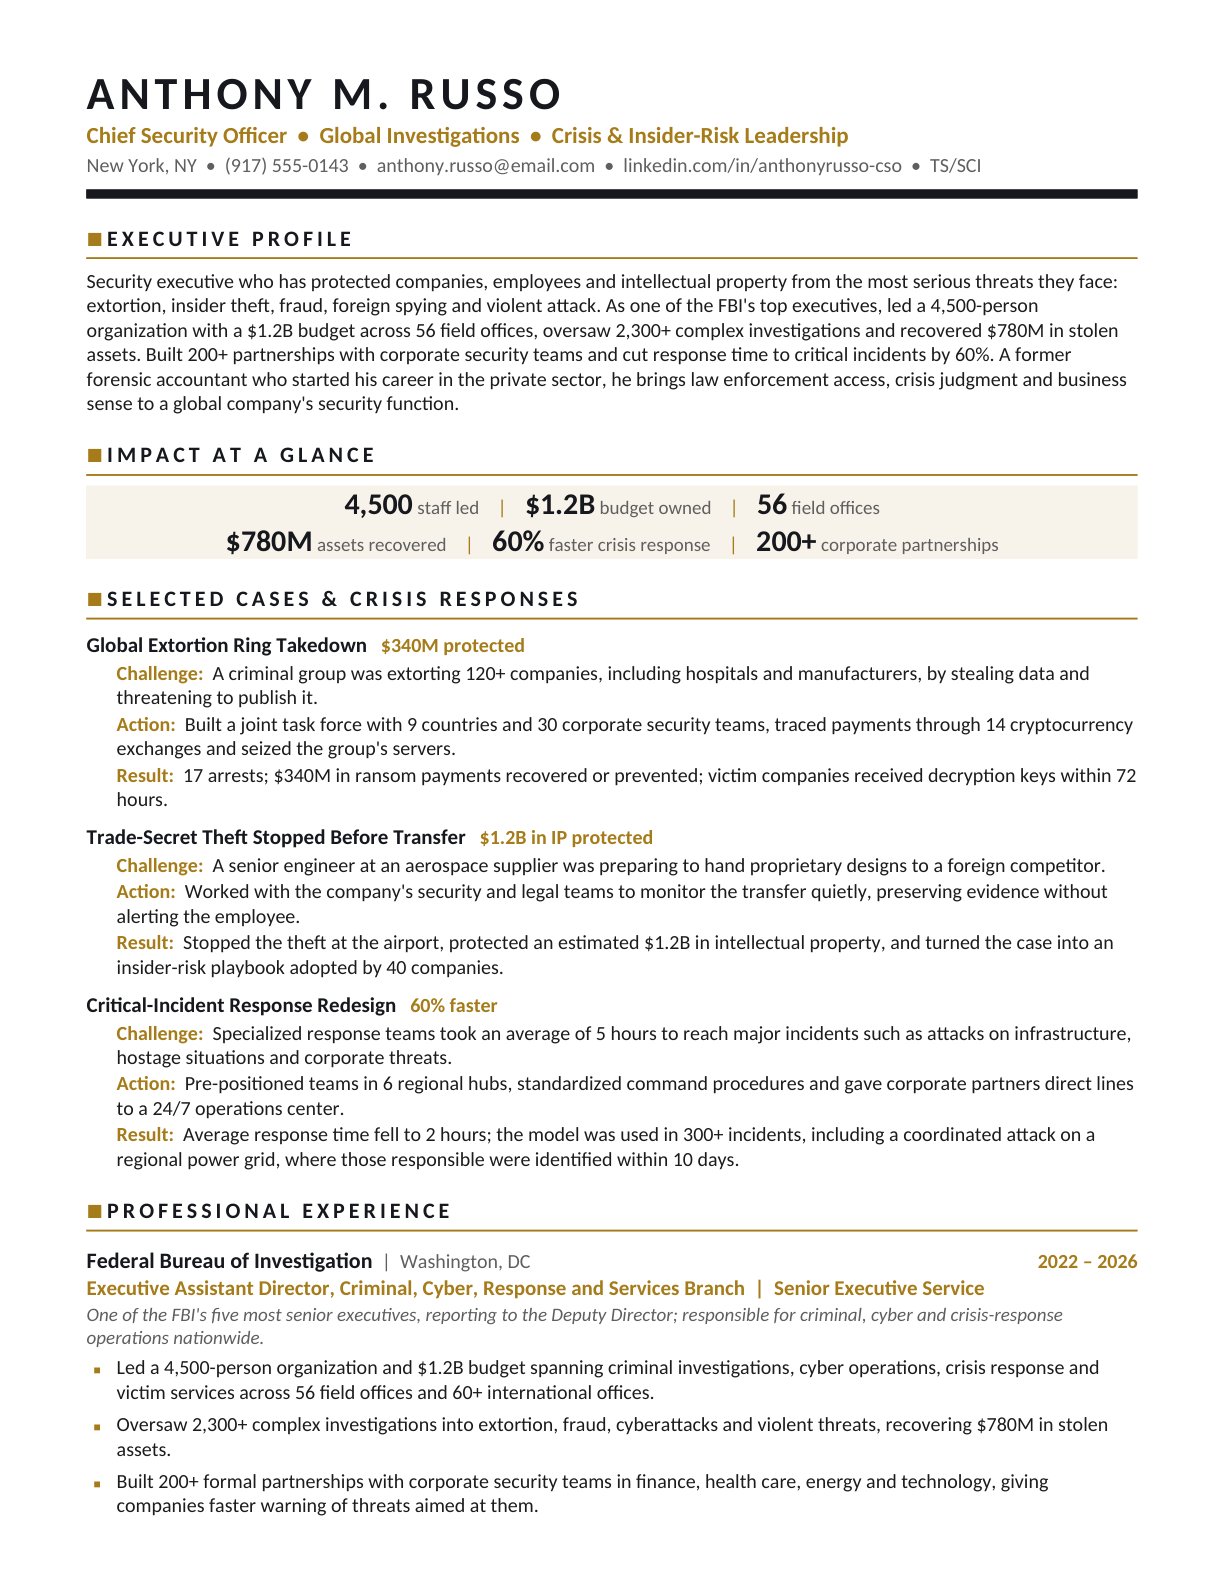 ANTHONY M. RUSSO
Chief Security Officer ● Global Investigations ● Crisis & Insider-Risk Leadership
New York, NY ● (917) 555-0143 ● anthony.russo@email.com ● linkedin.com/in/anthonyrusso-cso ● TS/SCI
■ EXECUTIVE PROFILE
Security executive who has protected companies, employees and intellectual property from the most serious threats they face:
extortion, insider theft, fraud, foreign spying and violent attack. As one of the FBI's top executives, led a 4,500-person
organization with a $1.2B budget across 56 field offices, oversaw 2,300+ complex investigations and recovered $780M in stolen
assets. Built 200+ partnerships with corporate security teams and cut response time to critical incidents by 60%. A former
forensic accountant who started his career in the private sector, he brings law enforcement access, crisis judgment and business
sense to a global company's security function.
■ IMPACT AT A GLANCE
4,500 staff led | $1.2B budget owned | 56 field offices
$780M assets recovered | 60% faster crisis response | 200+ corporate partnerships
■ SELECTED CASES & CRISIS RESPONSES
Global Extortion Ring Takedown $340M protected
Challenge: A criminal group was extorting 120+ companies, including hospitals and manufacturers, by stealing data and
threatening to publish it.
Action: Built a joint task force with 9 countries and 30 corporate security teams, traced payments through 14 cryptocurrency
exchanges and seized the group's servers.
Result: 17 arrests; $340M in ransom payments recovered or prevented; victim companies received decryption keys within 72
hours.
Trade-Secret Theft Stopped Before Transfer $1.2B in IP protected
Challenge: A senior engineer at an aerospace supplier was preparing to hand proprietary designs to a foreign competitor.
Action: Worked with the company's security and legal teams to monitor the transfer quietly, preserving evidence without
alerting the employee.
Result: Stopped the theft at the airport, protected an estimated $1.2B in intellectual property, and turned the case into an
insider-risk playbook adopted by 40 companies.
Critical-Incident Response Redesign 60% faster
Challenge: Specialized response teams took an average of 5 hours to reach major incidents such as attacks on infrastructure,
hostage situations and corporate threats.
Action: Pre-positioned teams in 6 regional hubs, standardized command procedures and gave corporate partners direct lines
to a 24/7 operations center.
Result: Average response time fell to 2 hours; the model was used in 300+ incidents, including a coordinated attack on a
regional power grid, where those responsible were identified within 10 days.
■ PROFESSIONAL EXPERIENCE
Federal Bureau of Investigation | Washington, DC 2022 – 2026
Executive Assistant Director, Criminal, Cyber, Response and Services Branch | Senior Executive Service
One of the FBI's five most senior executives, reporting to the Deputy Director; responsible for criminal, cyber and crisis-response
operations nationwide.
▪ Led a 4,500-person organization and $1.2B budget spanning criminal investigations, cyber operations, crisis response and
victim services across 56 field offices and 60+ international offices.
▪ Oversaw 2,300+ complex investigations into extortion, fraud, cyberattacks and violent threats, recovering $780M in stolen
assets.
▪ Built 200+ formal partnerships with corporate security teams in finance, health care, energy and technology, giving
companies faster warning of threats aimed at them.